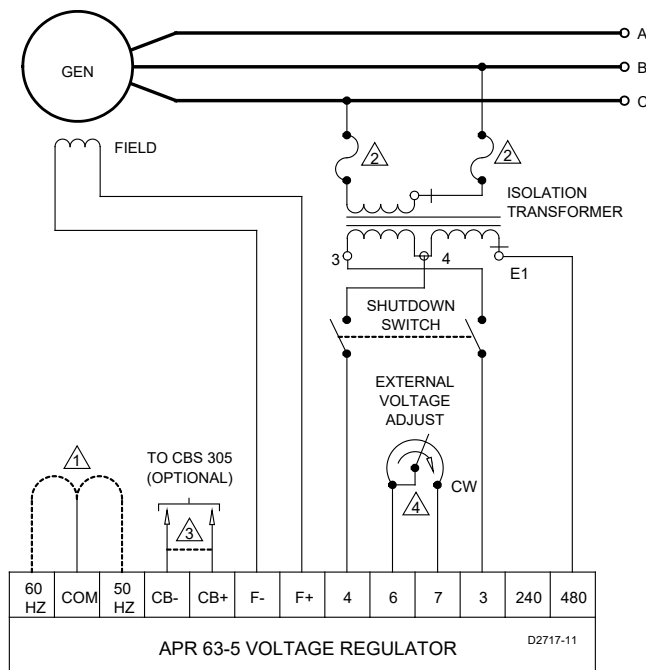 A
GEN
B
C
2
2
FIELD
ISOLATION
TRANSFORMER
3
4
E1
SHUTDOWN
SWITCH
EXTERNAL
VOLTAGE
ADJUST
1
TO CBS 305
(OPTIONAL)
CW
3
4
60
HZ
COM
50
HZ
CB-
CB+
F-
F+
4
6
7
3
240
480
APR 63-5 VOLTAGE REGULATOR
D2717-11